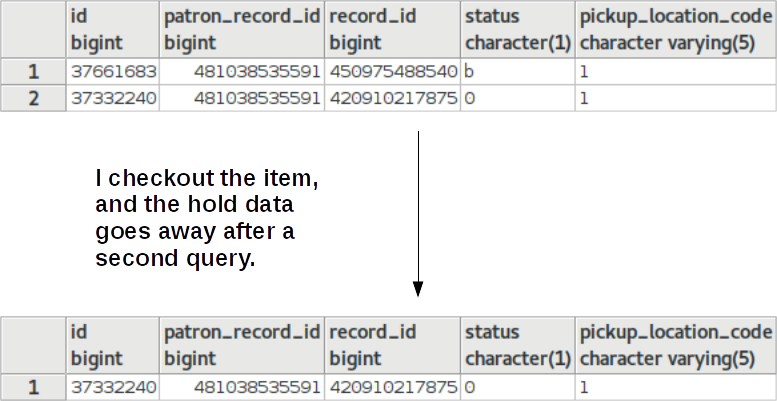 id patron_record_id record_id status pickup_location_code
bigint bigint bigint character(1) character varying(5)
1 37661683 481038535591 450975488540 b 1
2 37332240 481038535591 420910217875 0 1
I checkout the item,
and the hold data
goes away after a
second query.
id patron_record_id record_id status pickup_location_code
bigint bigint bigint character(1) character varying(5)
1 37332240 481038535591 420910217875 0 1